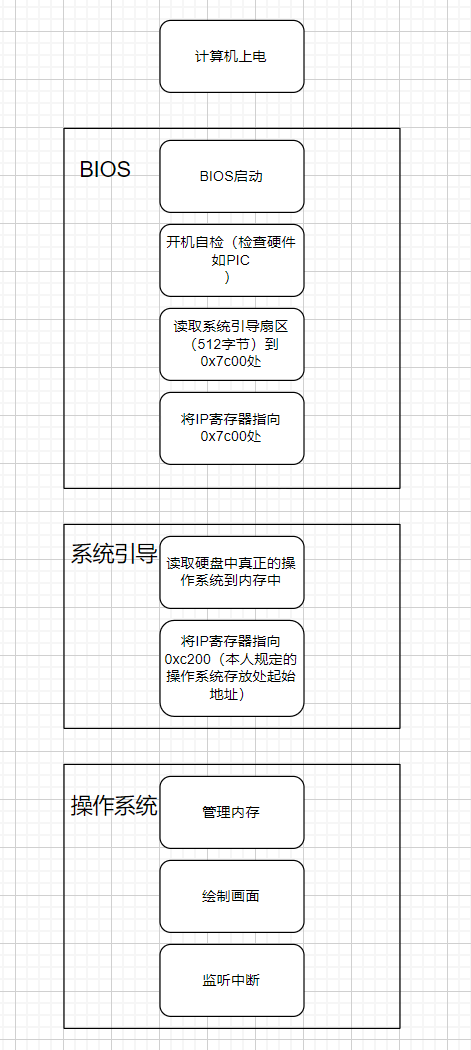 计算机上电
BIOS
BIOS启动
开机自检（检查硬件
如PIC
）
读取系统引导扇区
（512字节）到
0x7c00处
将IP寄存器指向
0x7c00处
系统引导
读取硬盘中真正的操
作系统到内存中
将IP寄存器指向
0xc200（本人规定的
操作系统存放处起始
地址）
操作系统
管理内存
绘制画面
监听中断